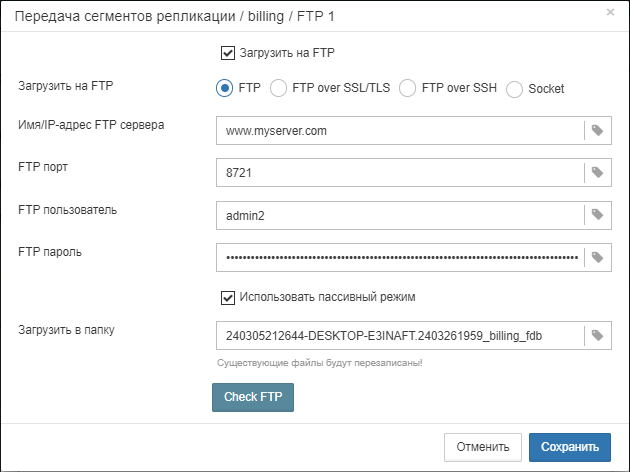 Передача сегментов репликации / billing / FTP 1
×
Загрузить на FTP
Загрузить на FTP FTP FTP over SSL/TLS FTP over SSH Socket
Имя/IP-адрес FTP сервера www.myserver.com
FTP порт 8721
FTP пользователь admin2
FTP пароль ••••••••••••••••••••••••••••••••••••••••••••••••••••••••••••••••••••••••••••••••••••••••
Использовать пассивный режим
Загрузить в папку 240305212644-DESKTOP-E3INAFT.2403261959_billing_fdb
Существующие файлы будут перезаписаны!
Check FTP
Отменить Сохранить